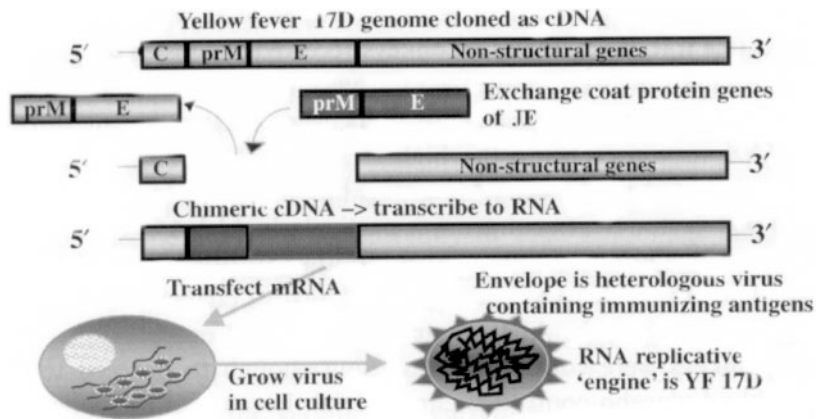 Yellow fever 17D genome cloned as cDNA
5′ C prM E Non-structural genes 3′
prM E prM E Exchange coat protein genes
of JE
5′ C Non-structural genes 3′
Chimeric cDNA –> transcribe to RNA
5′ 3′
Transfect mRNA
Envelope is heterologous virus
containing immunizing antigens
Grow virus
in cell culture
RNA replicative
‘engine’ is YF 17D